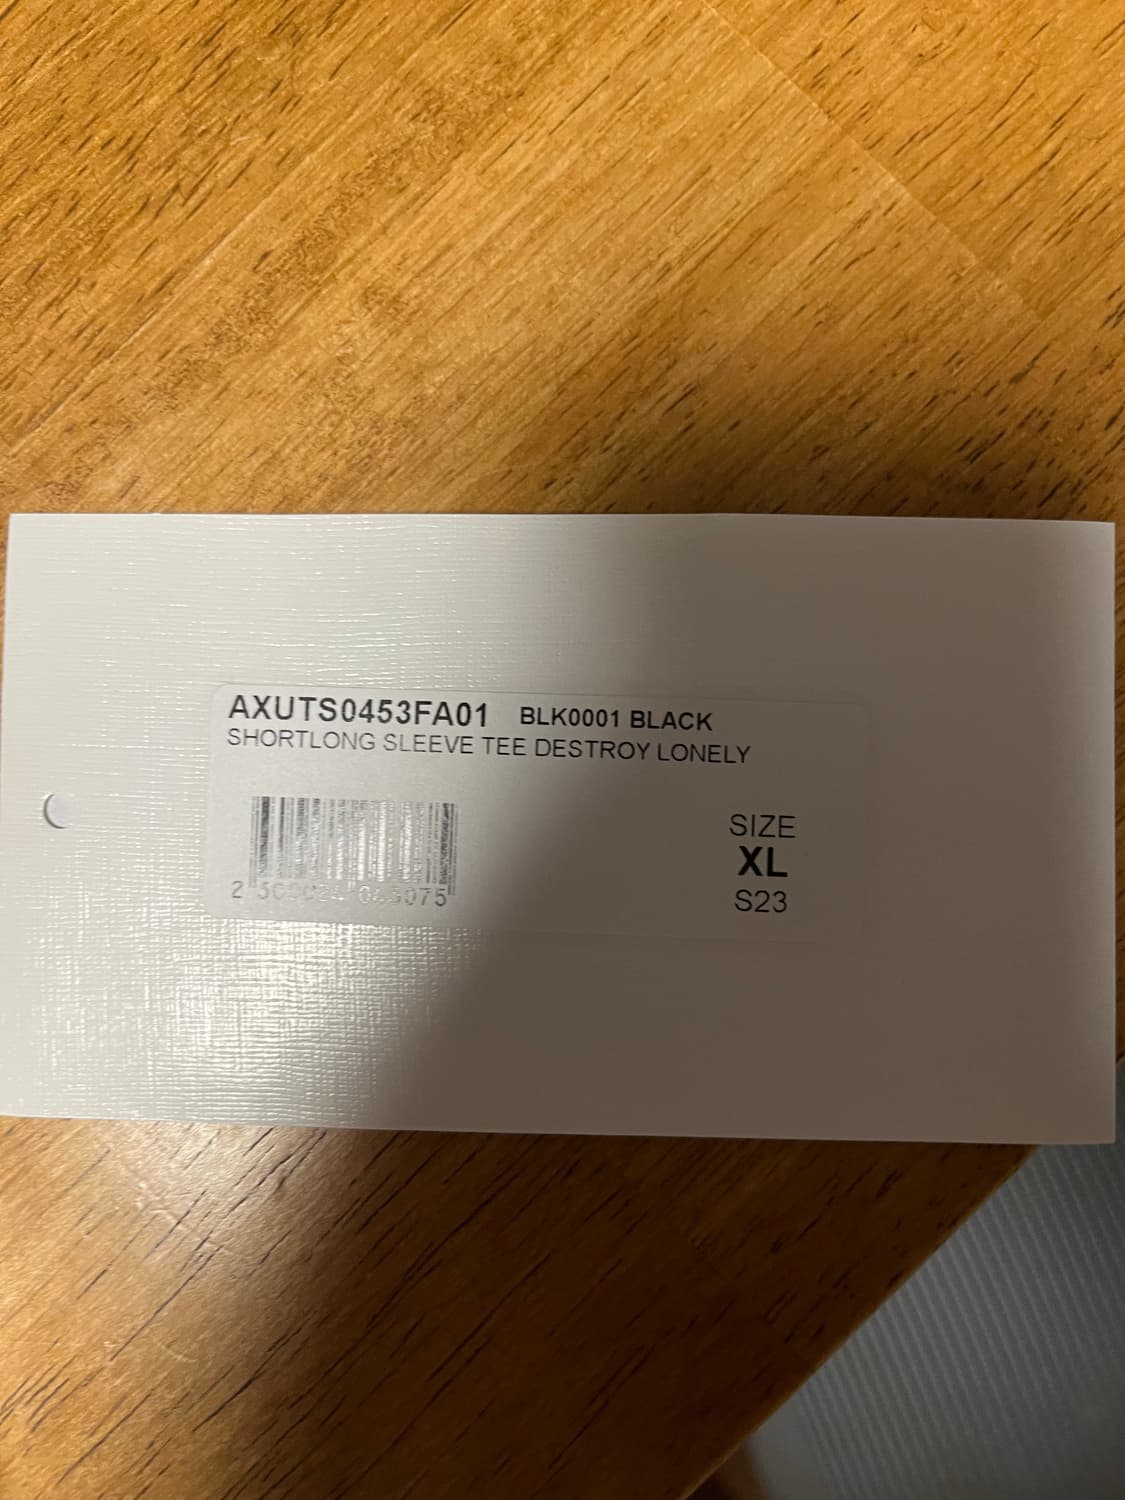 AXUTS0453FA01 BLK0001 BLACK
SHORTLONG SLEEVE TEE DESTROY LONELY
SIZE
XL
S23